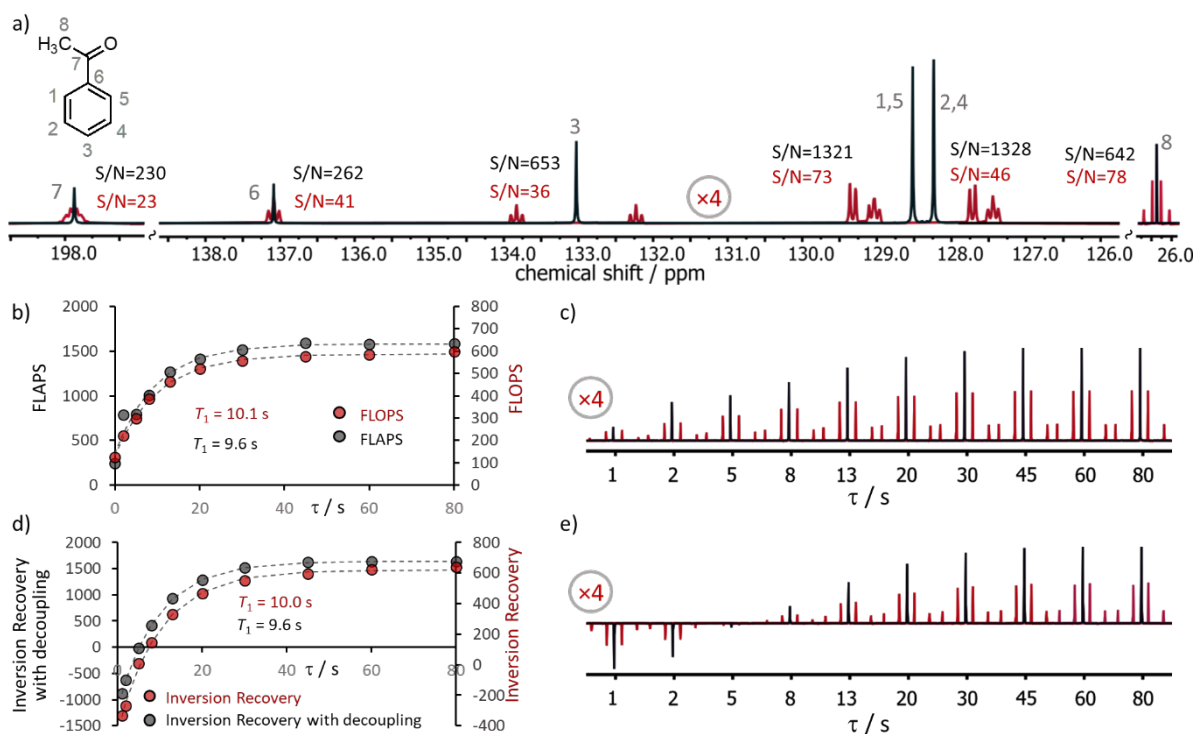 a)
8
H₃C
O
7
6
1
5
2
4
3
7
S/N=230
S/N=23
6
S/N=262
S/N=41
S/N=653
S/N=36
3
×4
S/N=1321
S/N=73
1,5
2,4
S/N=1328
S/N=46
S/N=642
S/N=78
8
198.0
138.0
137.0
136.0
135.0
134.0
133.0
132.0
131.0
130.0
129.0
128.0
127.0
126.0
26.0
chemical shift / ppm
b)
FLAPS
2000
1500
1000
500
0
T₁ = 10.1 s
T₁ = 9.6 s
FLOPS
FLAPS
0
20
40
τ / s
60
80
800
700
600
500
400
300
200
100
0
FLOPS
c)
×4
1
2
5
8
13
20
30
45
60
80
τ / s
d)
Inversion Recovery
with decoupling
2000
1500
1000
500
0
-500
-1000
-1500
T₁ = 10.0 s
T₁ = 9.6 s
Inversion Recovery
Inversion Recovery with decoupling
0
20
40
τ / s
60
80
800
600
400
200
0
-200
-400
Inversion Recovery
e)
×4
1
2
5
8
13
20
30
45
60
80
τ / s